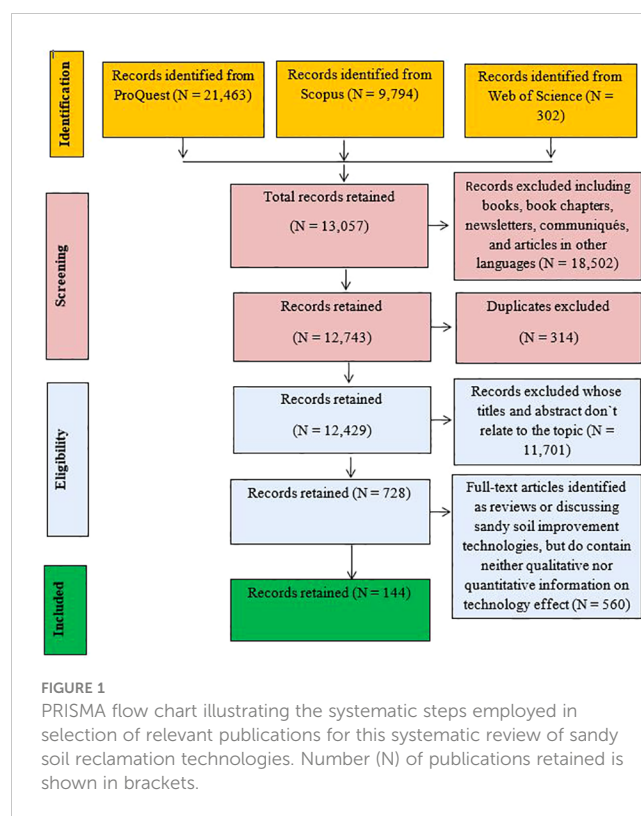 Identification
Records identified from
ProQuest (N = 21,463)
Records identified from
Scopus (N = 9,794)
Records identified from
Web of Science (N =
302)
Screening
Total records retained
(N = 13,057)
Records excluded including
books, book chapters,
newsletters, communiqués,
and articles in other
languages (N = 18,502)
Records retained
(N = 12,743)
Duplicates excluded
(N = 314)
Eligibility
Records retained
(N = 12,429)
Records excluded whose
titles and abstract don`t
relate to the topic (N =
11,701)
Records retained (N = 728)
Full-text articles identified
as reviews or discussing
sandy soil improvement
technologies, but do contain
neither qualitative nor
quantitative information on
technology effect (N = 560)
Included
Records retained (N = 144)
FIGURE 1
PRISMA flow chart illustrating the systematic steps employed in
selection of relevant publications for this systematic review of sandy
soil reclamation technologies. Number (N) of publications retained is
shown in brackets.